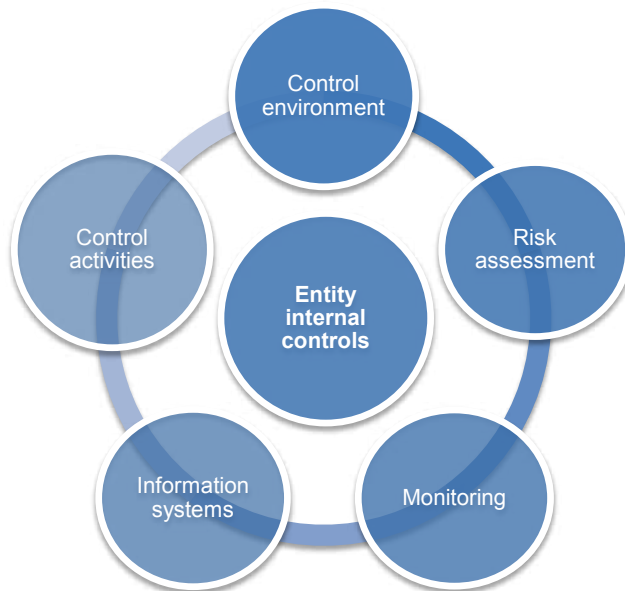 Control
environment
Control
activities
Risk
assessment
Entity
internal
controls
Information
systems
Monitoring